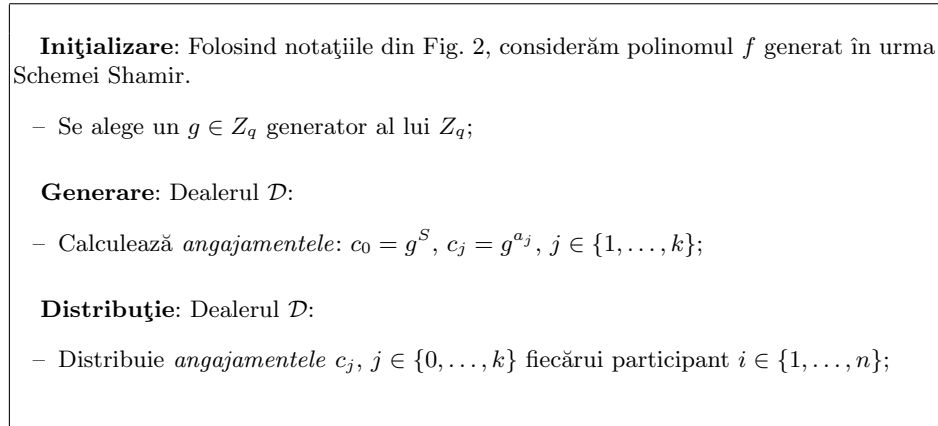 Iniţializare: Folosind notaţiile din Fig. 2, considerăm polinomul f generat în urma
Schemei Shamir.
– Se alege un g ∈ Z_q generator al lui Z_q;
Generare: Dealerul 𝒟:
– Calculează angajamentele: c_0 = g^S, c_j = g^{a_j}, j ∈ {1, . . . , k};
Distribuţie: Dealerul 𝒟:
– Distribuie angajamentele c_j, j ∈ {0, . . . , k} fiecărui participant i ∈ {1, . . . , n};